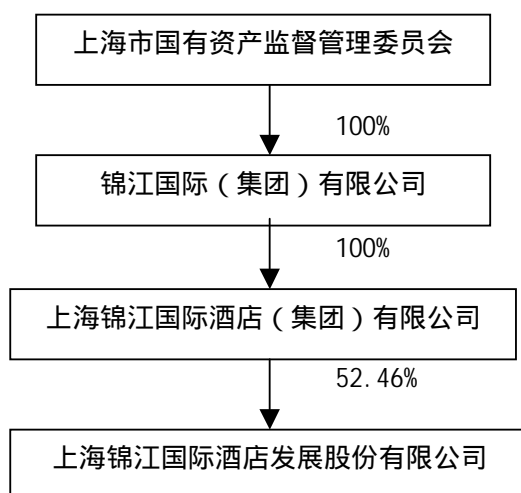 上海市国有资产监督管理委员会
100%
锦江国际（集团）有限公司
100%
上海锦江国际酒店（集团）有限公司
52.46%
上海锦江国际酒店发展股份有限公司